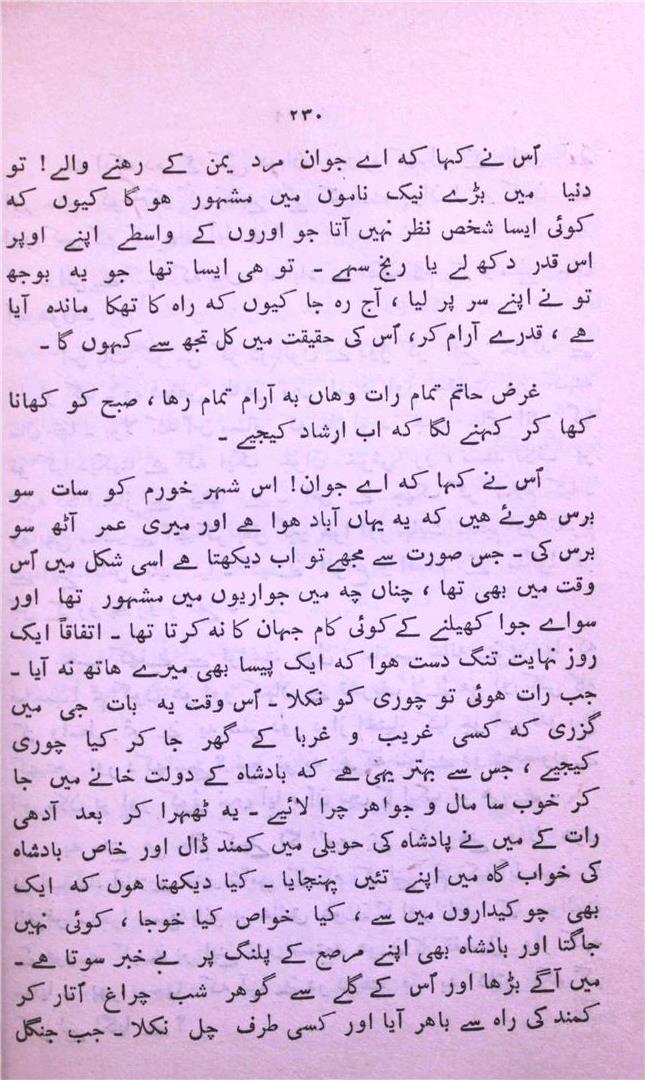 ۲۳۰
اُس نے کہا کہ اے جوان مرد یمن کے رہنے والے! تو
دنیا میں بڑے نیک ناموں میں مشہور ہو گا کیوں کہ
کوئی ایسا شخص نظر نہیں آتا جو اوروں کے واسطے اپنے اوپر
اس قدر دکھ لے یا رنج سہے ۔ تو ہی ایسا تھا جو یہ بوجھ
تو نے اپنے سر پر لیا ، آج رہ جا کیوں کہ راہ کا تھکا ماندہ آیا
ہے ، قدرے آرام کر، اُس کی حقیقت میں کل تجھ سے کہوں گا ۔
غرض حاتم تمام رات وہاں بہ آرام تمام رہا ، صبح کو کھانا
کھا کر کہنے لگا کہ اب ارشاد کیجیے ۔
اُس نے کہا کہ اے جوان! اس شہر خورم کو سات سو
برس ہوئے ہیں کہ یہ یہاں آباد ہوا ہے اور میری عمر آٹھ سو
برس کی ۔ جس صورت سے مجھے تو اب دیکھتا ہے اسی شکل میں اُس
وقت میں بھی تھا ، چناں چہ میں جواریوں میں مشہور تھا اور
سواے جوا کھیلنے کے کوئی کام جہان کا نہ کرتا تھا ۔ اتفاقاً ایک
روز نہایت تنگ دست ہوا کہ ایک پیسا بھی میرے ہاتھ نہ آیا ۔
جب رات ہوئی تو چوری کو نکلا ۔ اُس وقت یہ بات جی میں
گزری کہ کسی غریب و غربا کے گھر جا کر کیا چوری
کیجیے ، جس سے بہتر یہی ہے کہ بادشاہ کے دولت خانے میں جا
کر خوب سا مال و جواہر چرا لائیے ۔ یہ ٹھہرا کر بعد آدھی
رات کے میں نے پادشاہ کی حویلی میں کمند ڈال اور خاص بادشاہ
کی خواب گاہ میں اپنے تئیں پہنچایا ۔ کیا دیکھتا ہوں کہ ایک
بھی چوکیداروں میں سے ، کیا خواص کیا خوجا ، کوئی نہیں
جاگتا اور بادشاہ بھی اپنے مرصع کے پلنگ پر بے خبر سوتا ہے ۔
میں آگے بڑھا اور اُس کے گلے سے گوہر شب چراغ اُتار کر
کمند کی راہ سے باہر آیا اور کسی طرف چل نکلا ۔ جب جنگل